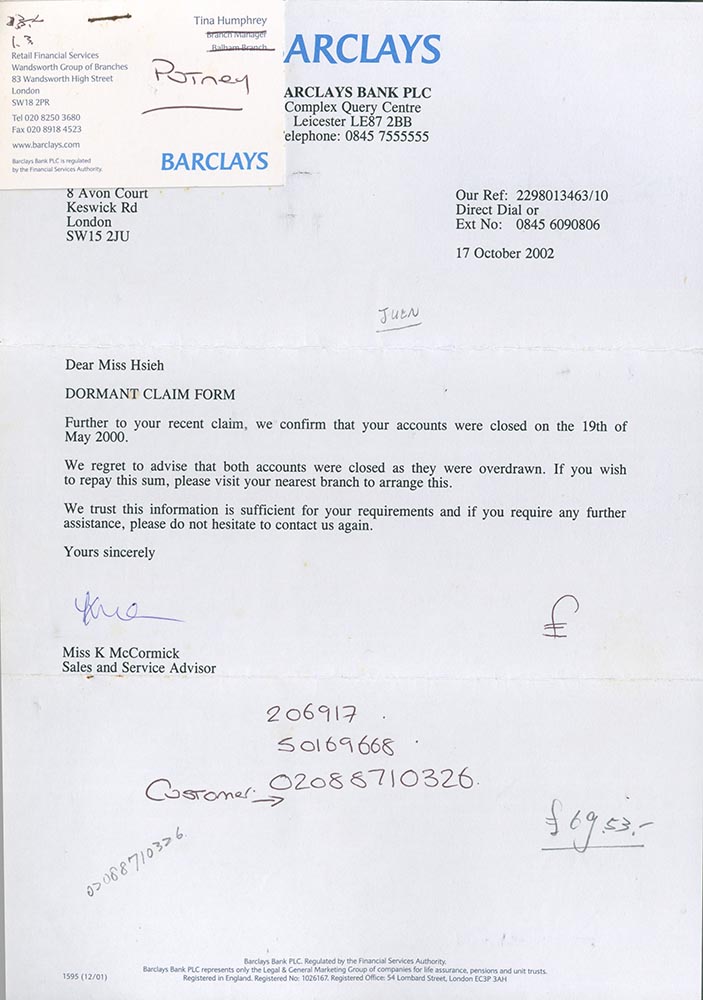 1.3
Tina Humphrey
Branch Manager
Balham Branch
Retail Financial Services
Wandsworth Group of Branches
83 Wandsworth High Street
London
SW18 2PR
Tel 020 8250 3680
Fax 020 8918 4523
www.barclays.com
Barclays Bank PLC is regulated
by the Financial Services Authority.
Putney
BARCLAYS
ARCLAYS
ARCLAYS BANK PLC
Complex Query Centre
Leicester LE87 2BB
elephone: 0845 7555555
8 Avon Court
Keswick Rd
London
SW15 2JU
Our Ref: 2298013463/10
Direct Dial or
Ext No: 0845 6090806
17 October 2002
JUEN
Dear Miss Hsieh
DORMANT CLAIM FORM
Further to your recent claim, we confirm that your accounts were closed on the 19th of
May 2000.
We regret to advise that both accounts were closed as they were overdrawn. If you wish
to repay this sum, please visit your nearest branch to arrange this.
We trust this information is sufficient for your requirements and if you require any further
assistance, please do not hesitate to contact us again.
Yours sincerely
£
Miss K McCormick
Sales and Service Advisor
206917
50169668
Customer → 02088710326
£69.53.-
02088710326
Barclays Bank PLC. Regulated by the Financial Services Authority.
Barclays Bank PLC represents only the Legal & General Marketing Group of companies for life assurance, pensions and unit trusts.
Registered in England. Registered No: 1026167. Registered Office: 54 Lombard Street, London EC3P 3AH
1595 (12/01)